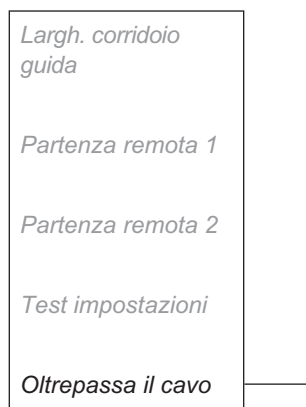 Largh. corridoio
guida
Partenza remota 1
Partenza remota 2
Test impostazioni
Oltrepassa il cavo